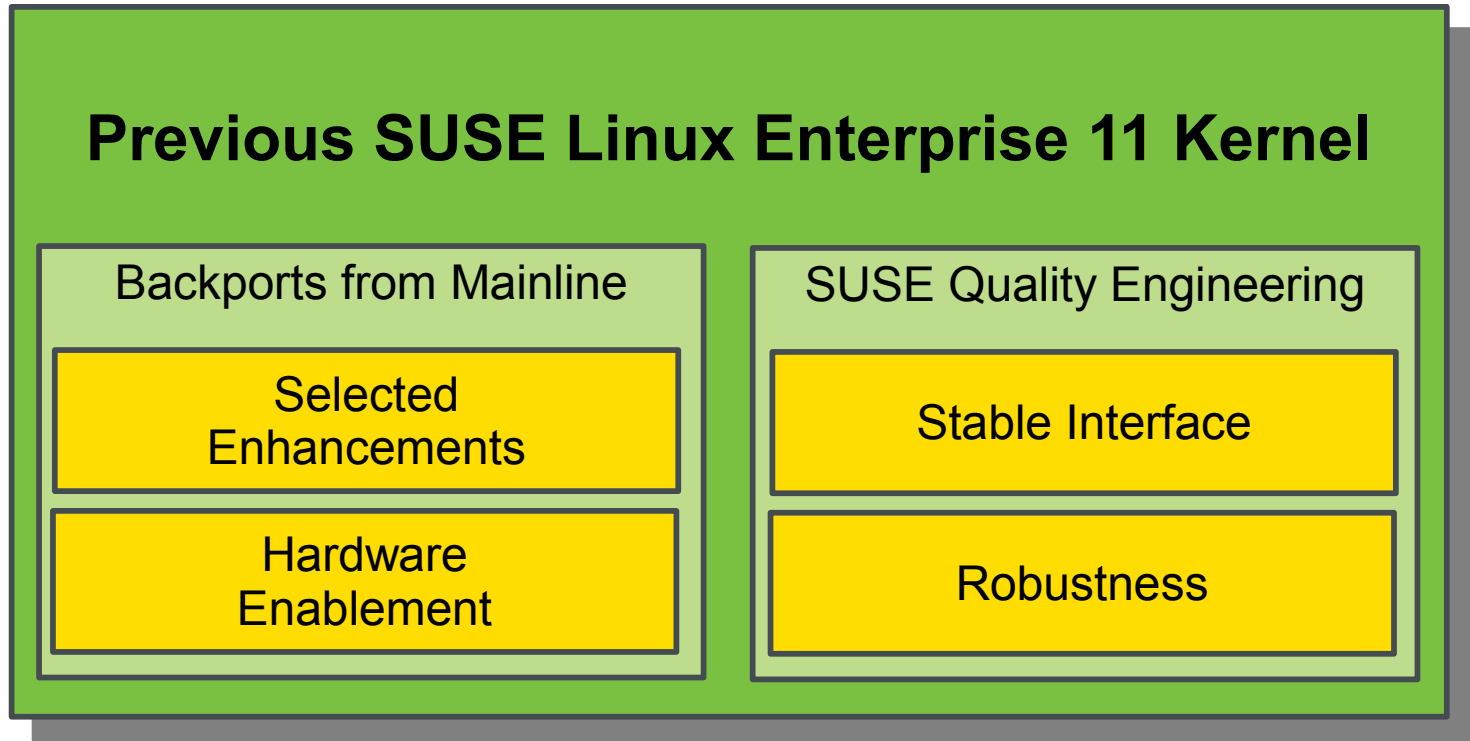 Previous SUSE Linux Enterprise 11 Kernel
Backports from Mainline
Selected
Enhancements
Hardware
Enablement
SUSE Quality Engineering
Stable Interface
Robustness